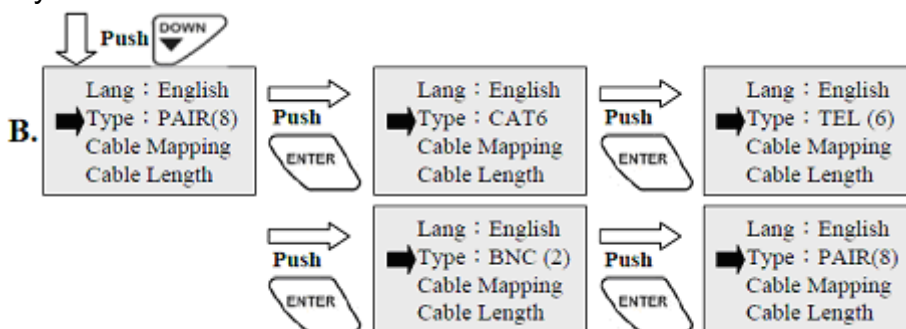 Push DOWN
B.
Lang : English
Type : PAIR(8)
Cable Mapping
Cable Length
Push
ENTER
Lang : English
Type : CAT6
Cable Mapping
Cable Length
Push
ENTER
Lang : English
Type : TEL (6)
Cable Mapping
Cable Length
Push
ENTER
Lang : English
Type : BNC (2)
Cable Mapping
Cable Length
Push
ENTER
Lang : English
Type : PAIR(8)
Cable Mapping
Cable Length